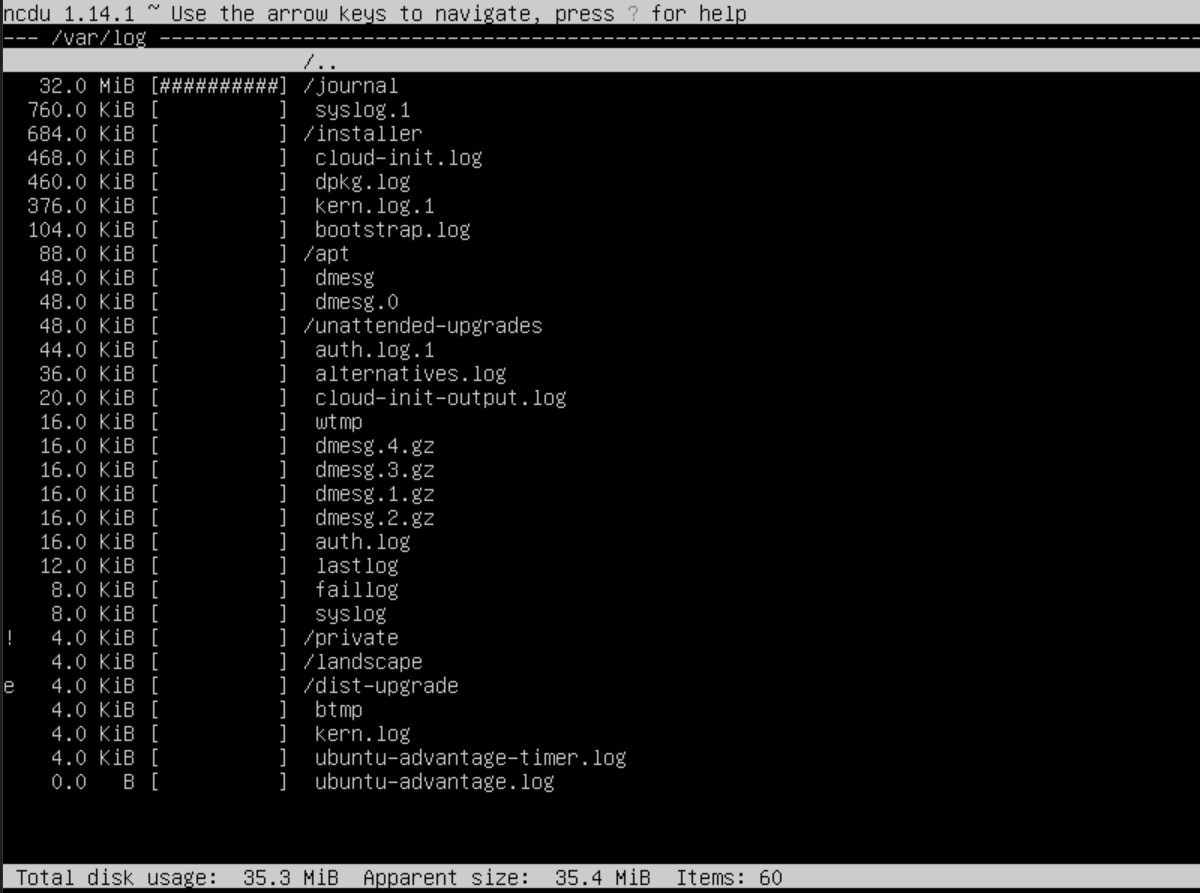 ncdu 1.14.1 ~ Use the arrow keys to navigate, press ? for help
--- /var/log ----------------------------------------------------------------------------------------
                         /..
   32.0 MiB [##########] /journal
  760.0 KiB [          ]  syslog.1
  684.0 KiB [          ] /installer
  468.0 KiB [          ]  cloud-init.log
  460.0 KiB [          ]  dpkg.log
  376.0 KiB [          ]  kern.log.1
  104.0 KiB [          ]  bootstrap.log
   88.0 KiB [          ] /apt
   48.0 KiB [          ]  dmesg
   48.0 KiB [          ]  dmesg.0
   48.0 KiB [          ] /unattended-upgrades
   44.0 KiB [          ]  auth.log.1
   36.0 KiB [          ]  alternatives.log
   20.0 KiB [          ]  cloud-init-output.log
   16.0 KiB [          ]  wtmp
   16.0 KiB [          ]  dmesg.4.gz
   16.0 KiB [          ]  dmesg.3.gz
   16.0 KiB [          ]  dmesg.1.gz
   16.0 KiB [          ]  dmesg.2.gz
   16.0 KiB [          ]  auth.log
   12.0 KiB [          ]  lastlog
    8.0 KiB [          ]  faillog
    8.0 KiB [          ]  syslog
!   4.0 KiB [          ] /private
    4.0 KiB [          ] /landscape
e   4.0 KiB [          ] /dist-upgrade
    4.0 KiB [          ]  btmp
    4.0 KiB [          ]  kern.log
    4.0 KiB [          ]  ubuntu-advantage-timer.log
    0.0   B [          ]  ubuntu-advantage.log
 Total disk usage:  35.3 MiB  Apparent size:  35.4 MiB  Items: 60